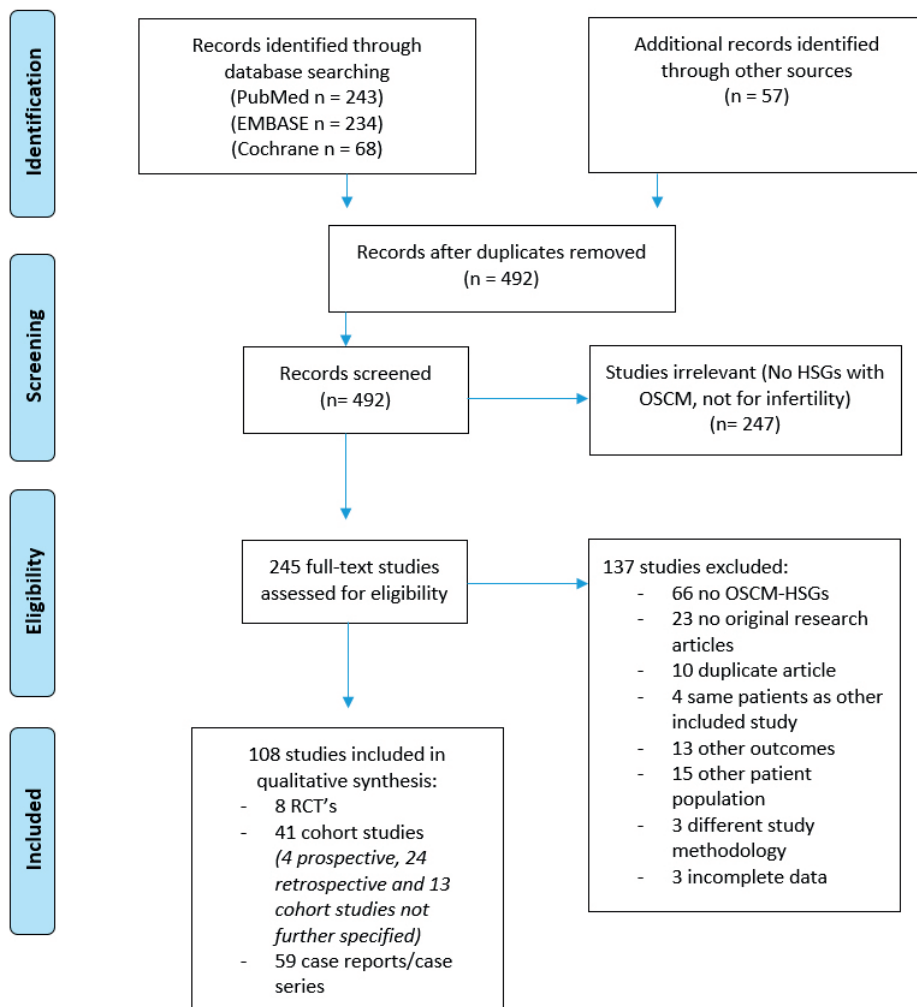 Identification
Records identified through
database searching
(PubMed n = 243)
(EMBASE n = 234)
(Cochrane n = 68)
Additional records identified
through other sources
(n = 57)
Records after duplicates removed
(n = 492)
Screening
Records screened
(n= 492)
Studies irrelevant (No HSGs with
OSCM, not for infertility)
(n= 247)
Eligibility
245 full-text studies
assessed for eligibility
137 studies excluded:
- 66 no OSCM-HSGs
- 23 no original research
articles
- 10 duplicate article
- 4 same patients as other
included study
- 13 other outcomes
- 15 other patient
population
- 3 different study
methodology
- 3 incomplete data
Included
108 studies included in
qualitative synthesis:
- 8 RCT's
- 41 cohort studies
(4 prospective, 24
retrospective and 13
cohort studies not
further specified)
- 59 case reports/case
series